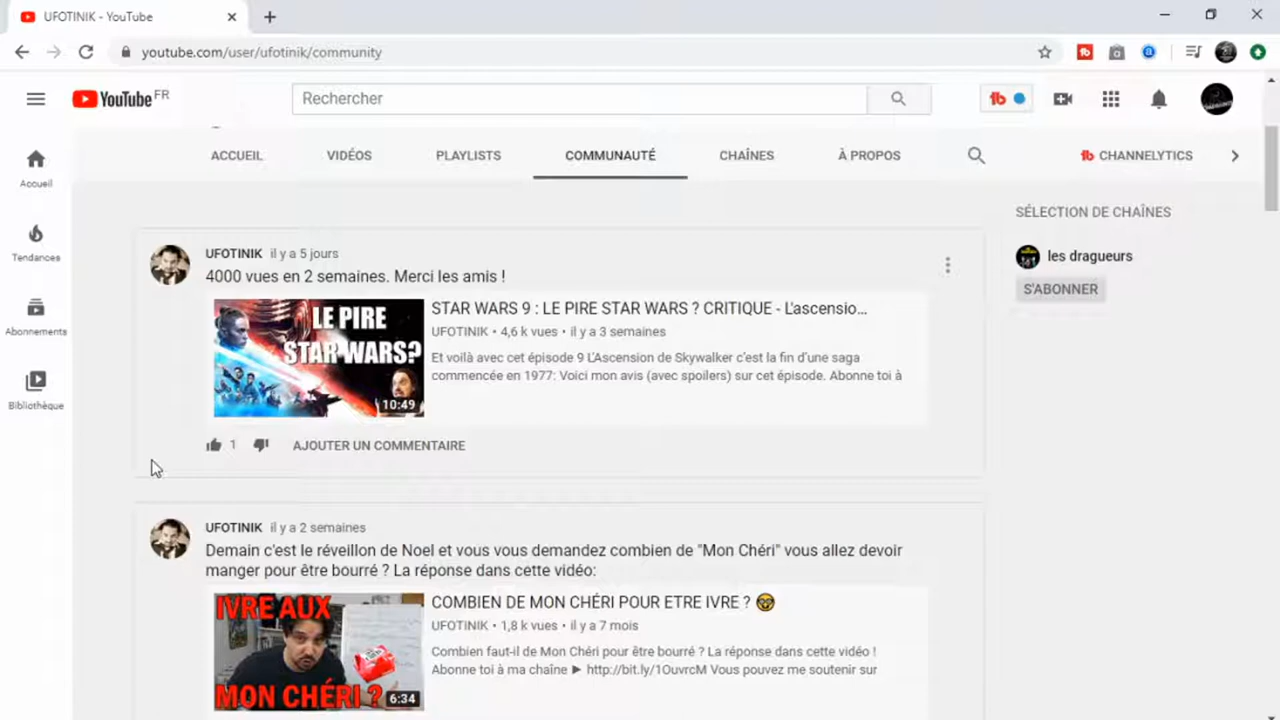 UFOTINIK - YouTube
youtube.com/user/ufotinik/community
YouTube FR
Rechercher
ACCUEIL VIDÉOS PLAYLISTS COMMUNAUTÉ CHAÎNES À PROPOS CHANNELYTICS
Accueil
Tendances
Abonnements
Bibliothèque
UFOTINIK il y a 5 jours
4000 vues en 2 semaines. Merci les amis !
LE PIRE
STAR WARS?
10:49
STAR WARS 9 : LE PIRE STAR WARS ? CRITIQUE - L'ascensio...
UFOTINIK • 4,6 k vues • il y a 3 semaines
Et voilà avec cet épisode 9 L'Ascension de Skywalker c'est la fin d'une saga
commencée en 1977: Voici mon avis (avec spoilers) sur cet épisode. Abonne toi à
1 AJOUTER UN COMMENTAIRE
UFOTINIK il y a 2 semaines
Demain c'est le réveillon de Noel et vous vous demandez combien de "Mon Chéri" vous allez devoir
manger pour être bourré ? La réponse dans cette vidéo:
IVRE AUX
MON CHÉRI ?
6:34
COMBIEN DE MON CHÉRI POUR ETRE IVRE ? 🤓
UFOTINIK • 1,8 k vues • il y a 7 mois
Combien faut-il de Mon Chéri pour être bourré ? La réponse dans cette vidéo !
Abonne toi à ma chaîne ► http://bit.ly/1OuvrcM Vous pouvez me soutenir sur
SÉLECTION DE CHAÎNES
les dragueurs
S'ABONNER